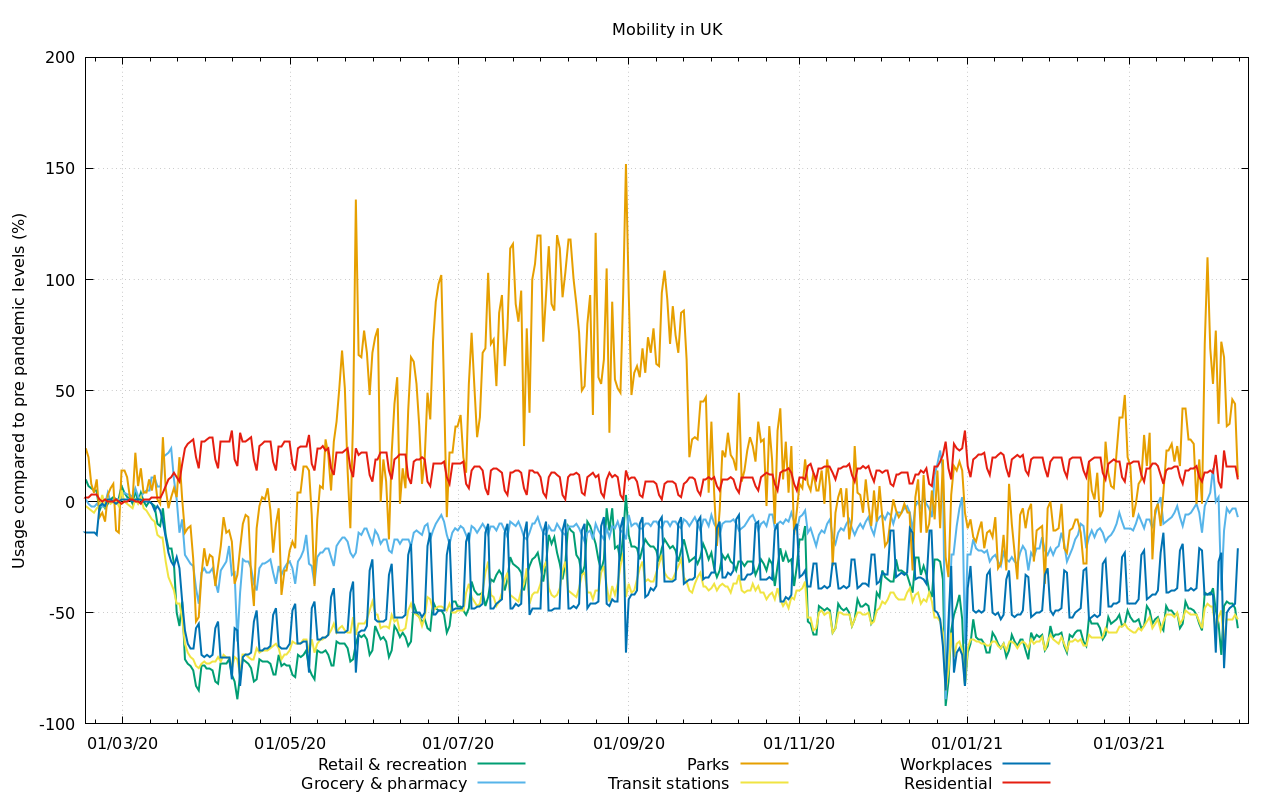 Mobility in UK
Usage compared to pre pandemic levels (%)
200
150
100
50
0
-50
-100
01/03/20 01/05/20 01/07/20 01/09/20 01/11/20 01/01/21 01/03/21
Retail & recreation Parks Workplaces
Grocery & pharmacy Transit stations Residential